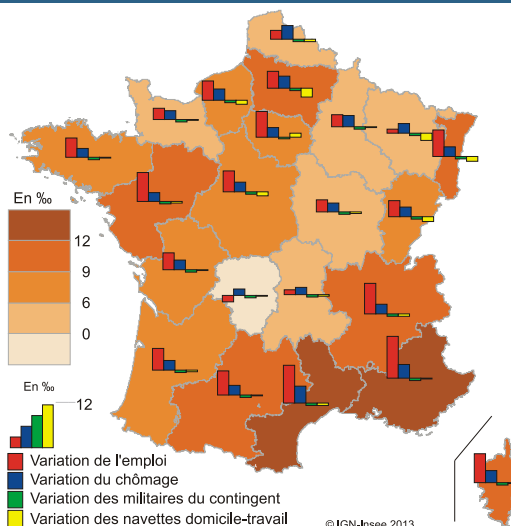 En ‰
12
9
6
0
En ‰
12
Variation de l'emploi
Variation du chômage
Variation des militaires du contingent
Variation des navettes domicile-travail
© IGN-Insee 2013